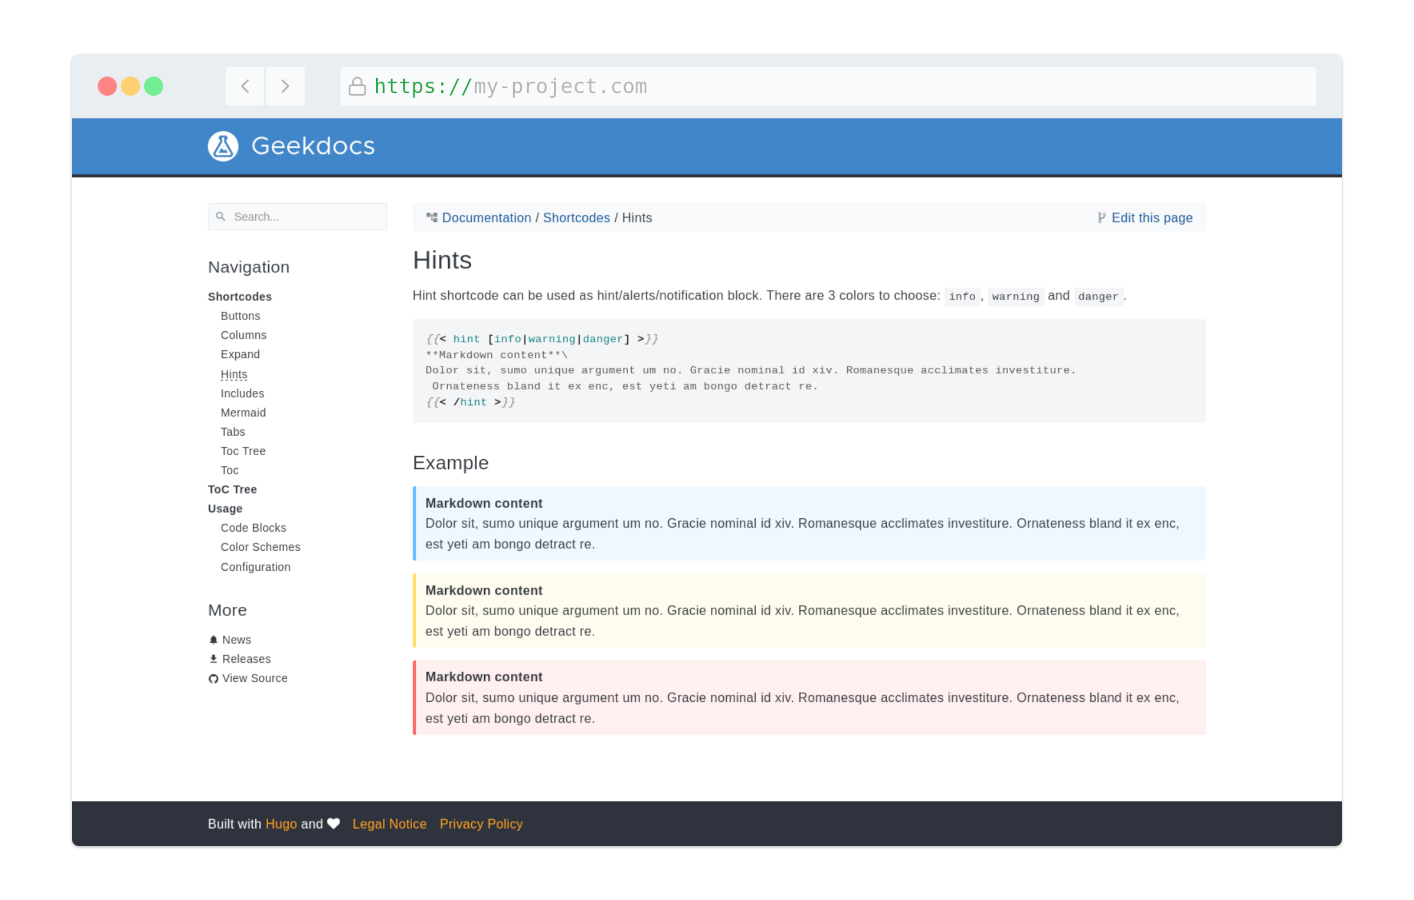 https://my-project.com
Geekdocs
Search...
Documentation / Shortcodes / Hints
Edit this page
Navigation
Shortcodes
Buttons
Columns
Expand
Hints
Includes
Mermaid
Tabs
Toc Tree
Toc
ToC Tree
Usage
Code Blocks
Color Schemes
Configuration
More
News
Releases
View Source
Hints
Hint shortcode can be used as hint/alerts/notification block. There are 3 colors to choose: info , warning and danger .
{{< hint [info|warning|danger] >}}
**Markdown content**\
Dolor sit, sumo unique argument um no. Gracie nominal id xiv. Romanesque acclimates investiture.
 Ornateness bland it ex enc, est yeti am bongo detract re.
{{< /hint >}}
Example
Markdown content
Dolor sit, sumo unique argument um no. Gracie nominal id xiv. Romanesque acclimates investiture. Ornateness bland it ex enc,
est yeti am bongo detract re.
Markdown content
Dolor sit, sumo unique argument um no. Gracie nominal id xiv. Romanesque acclimates investiture. Ornateness bland it ex enc,
est yeti am bongo detract re.
Markdown content
Dolor sit, sumo unique argument um no. Gracie nominal id xiv. Romanesque acclimates investiture. Ornateness bland it ex enc,
est yeti am bongo detract re.
Built with Hugo and ♥ Legal Notice Privacy Policy